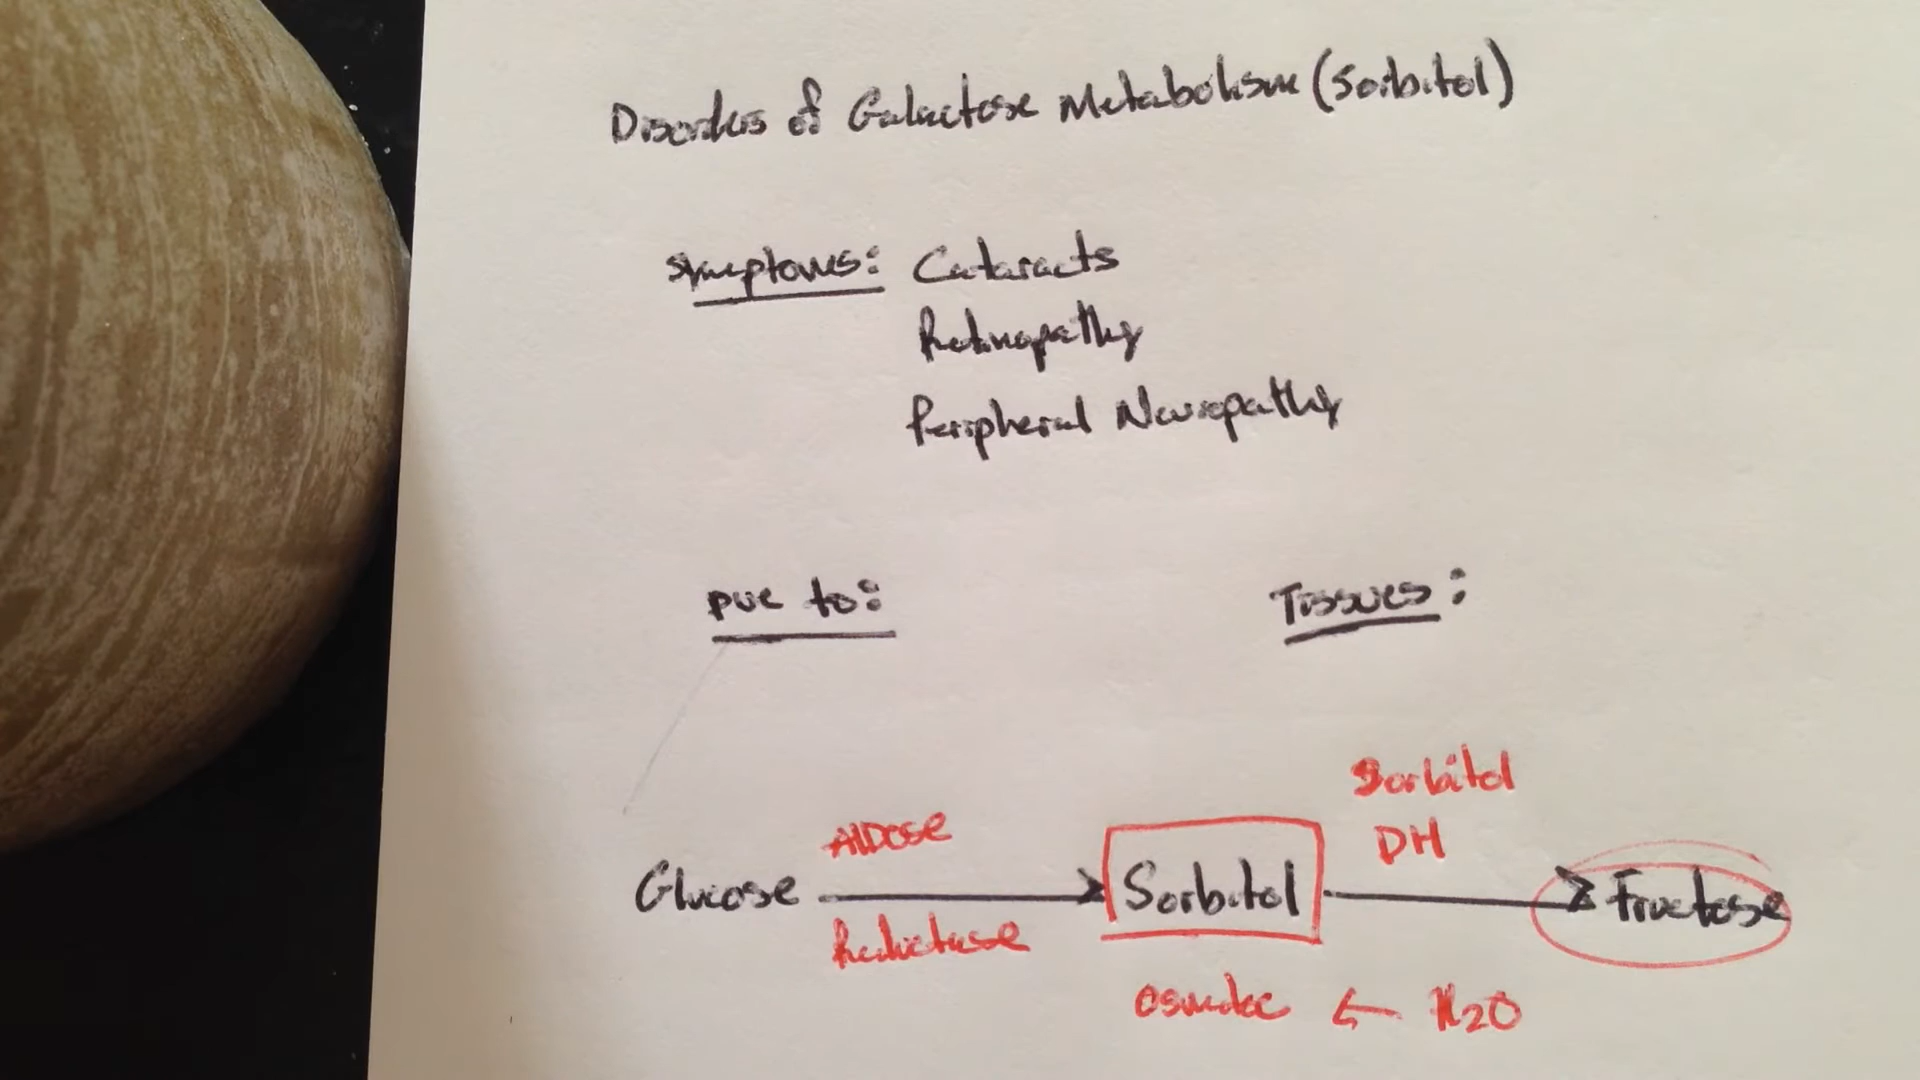 Disorders of Galactose Metabolism (Sorbitol)
Symptoms: Cataracts
Retinopathy
Peripheral Neuropathy
Due to:
Tissues:
Sorbitol
DH
Aldose
Glucose
Sorbitol
Fructose
Reductase
Osmotic ← H2O